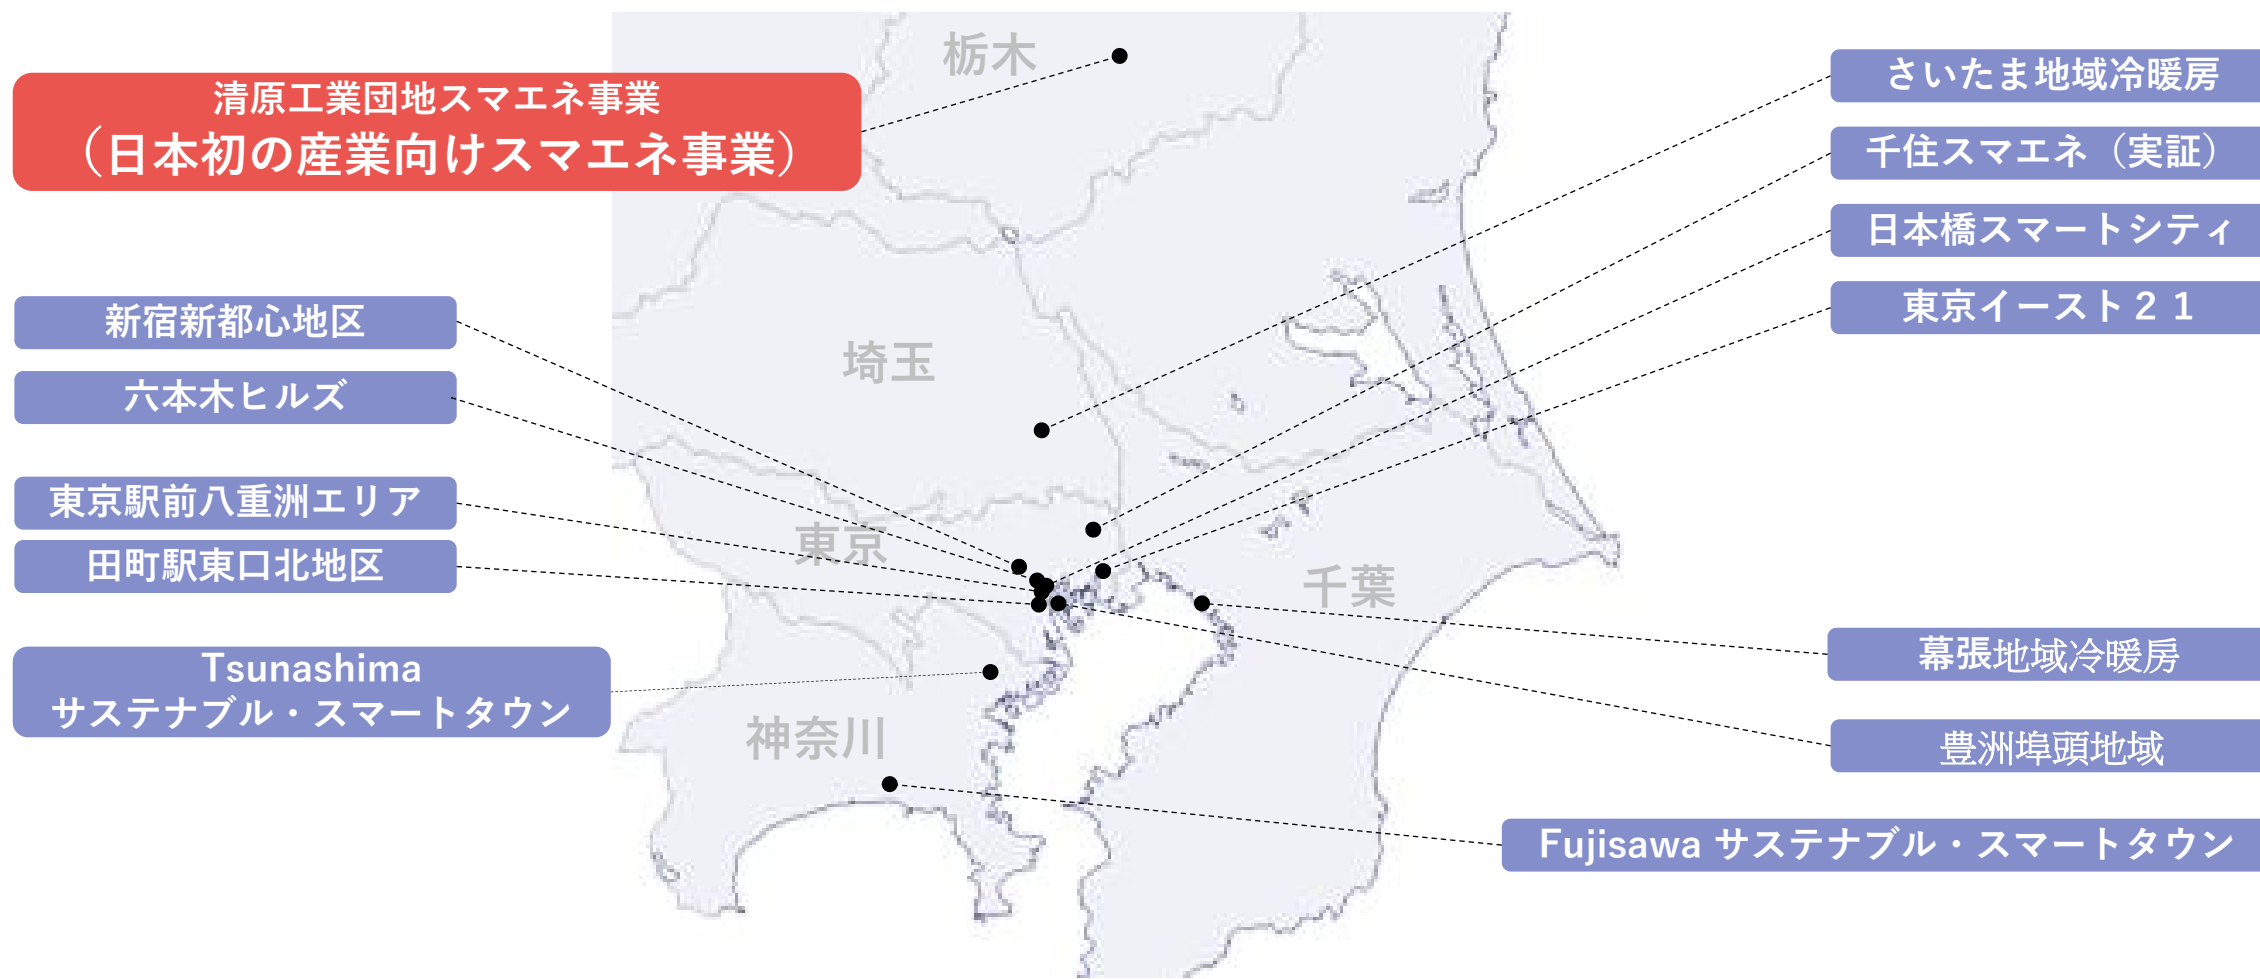 栃木
清原工業団地スマエネ事業
（日本初の産業向けスマエネ事業）
さいたま地域冷暖房
千住スマエネ（実証）
日本橋スマートシティ
東京イースト２１
新宿新都心地区
六本木ヒルズ
埼玉
東京駅前八重洲エリア
田町駅東口北地区
東京
千葉
Tsunashima
サステナブル・スマートタウン
神奈川
幕張地域冷暖房
豊洲埠頭地域
Fujisawa サステナブル・スマートタウン